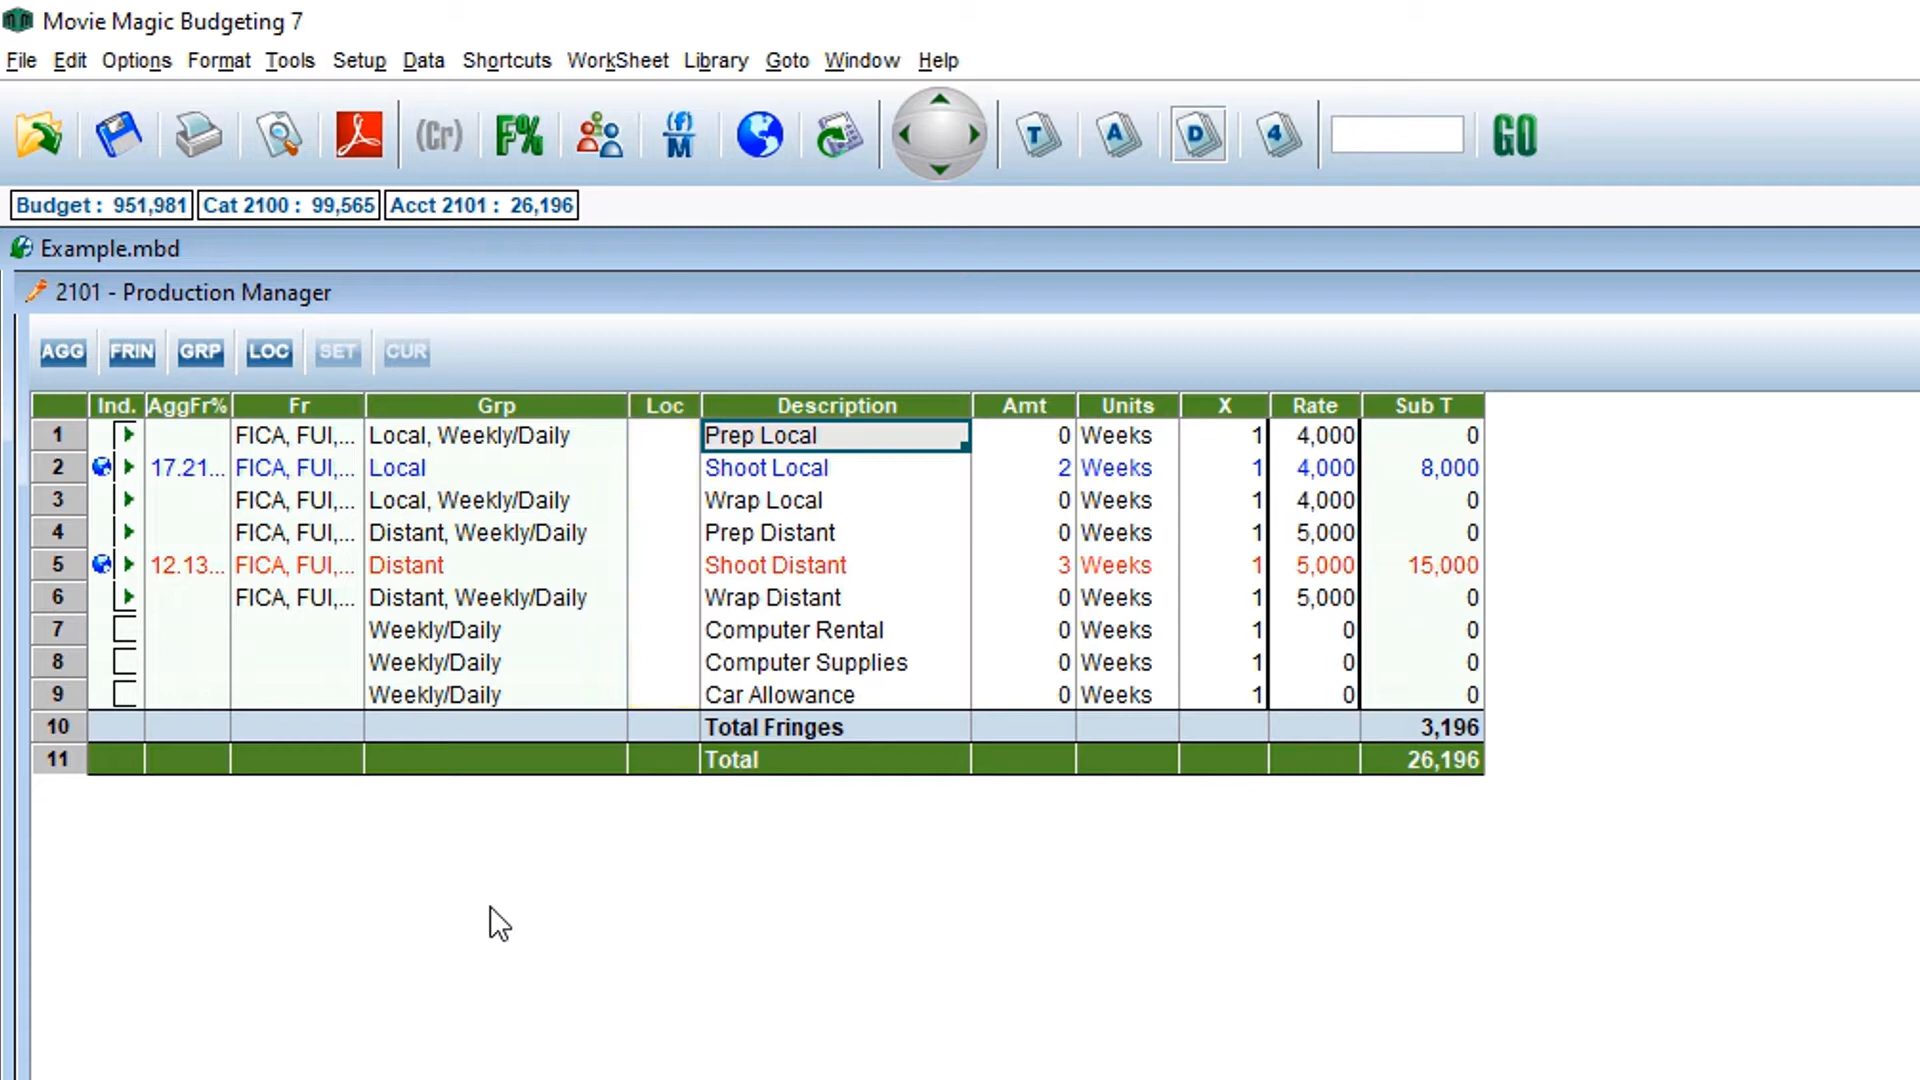 Movie Magic Budgeting 7
File Edit Options Format Tools Setup Data Shortcuts WorkSheet Library Goto Window Help
(Cr) F% (f) M T A D 4 GO
Budget : 951,981 Cat 2100 : 99,565 Acct 2101 : 26,196
Example.mbd
2101 - Production Manager
AGG FRIN GRP LOC SET CUR
Ind. AggFr% Fr Grp Loc Description Amt Units X Rate Sub T
1 FICA, FUI,... Local, Weekly/Daily Prep Local 0 Weeks 1 4,000 0
2 17.21... FICA, FUI,... Local Shoot Local 2 Weeks 1 4,000 8,000
3 FICA, FUI,... Local, Weekly/Daily Wrap Local 0 Weeks 1 4,000 0
4 FICA, FUI,... Distant, Weekly/Daily Prep Distant 0 Weeks 1 5,000 0
5 12.13... FICA, FUI,... Distant Shoot Distant 3 Weeks 1 5,000 15,000
6 FICA, FUI,... Distant, Weekly/Daily Wrap Distant 0 Weeks 1 5,000 0
7 Weekly/Daily Computer Rental 0 Weeks 1 0 0
8 Weekly/Daily Computer Supplies 0 Weeks 1 0 0
9 Weekly/Daily Car Allowance 0 Weeks 1 0 0
10 Total Fringes 3,196
11 Total 26,196